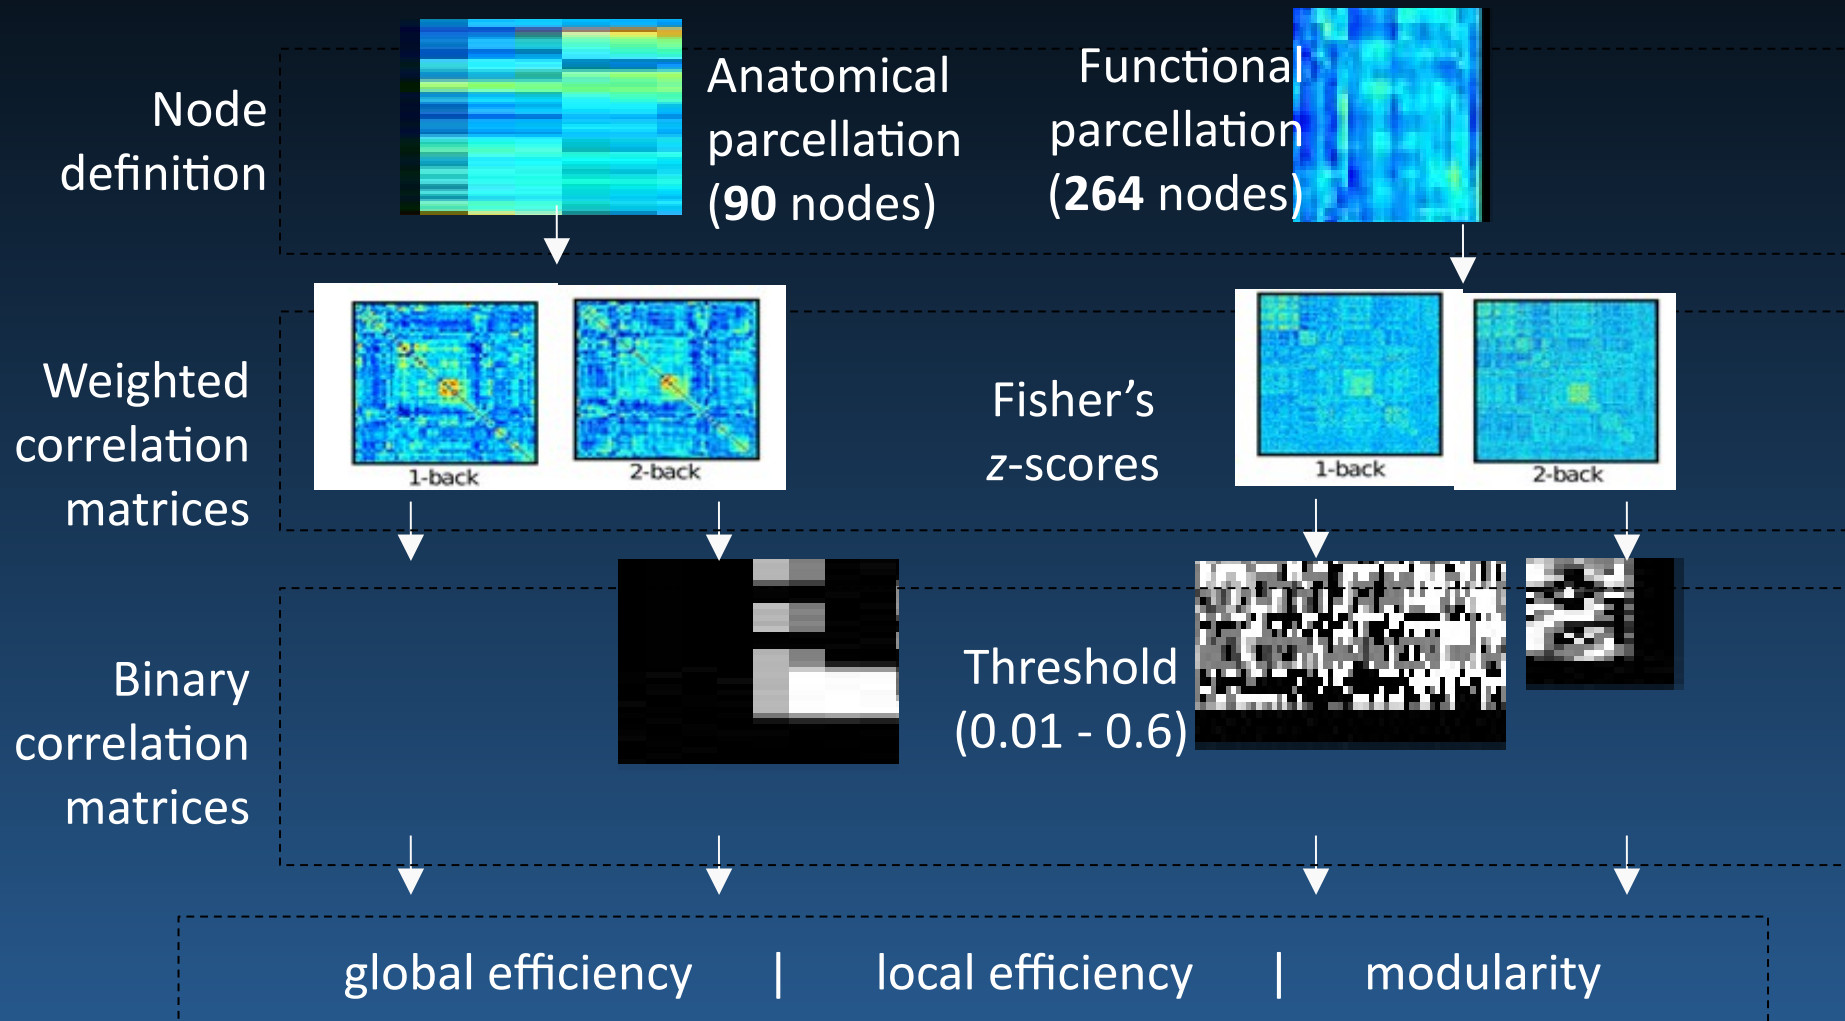 Node
definition
Anatomical
parcellation
(90 nodes)
Functional
parcellation
(264 nodes)
Weighted
correlation
matrices
1-back
2-back
Fisher’s
z-scores
1-back
2-back
Binary
correlation
matrices
Threshold
(0.01 - 0.6)
global efficiency | local efficiency | modularity